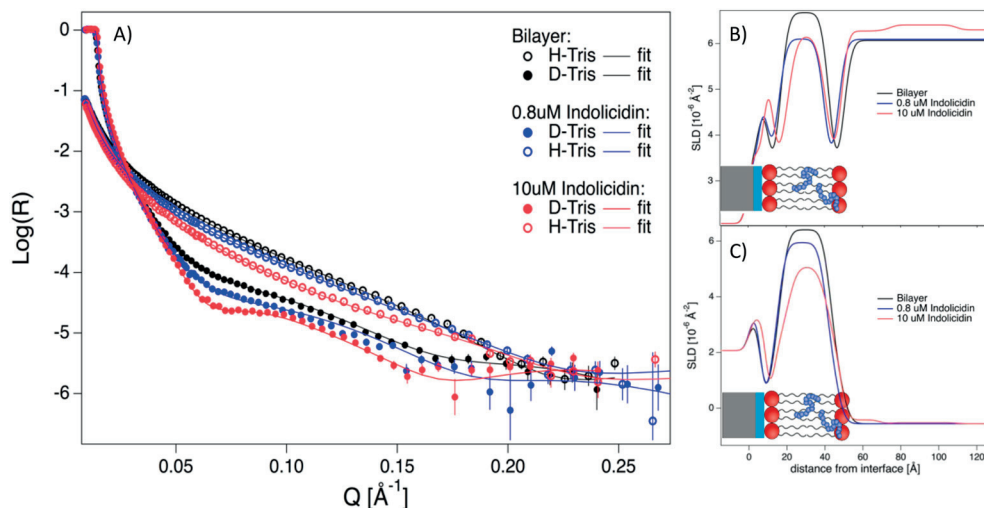 A)
Bilayer:
H-Tris fit
D-Tris fit
0.8uM Indolicidin:
D-Tris fit
H-Tris fit
10uM Indolicidin:
D-Tris fit
H-Tris fit
Log(R)
0
-1
-2
-3
-4
-5
-6
0.05 0.10 0.15 0.20 0.25
Q [Å⁻¹]
B)
SLD [10⁻⁶ Å⁻²]
6
5
4
3
Bilayer
0.8 uM Indolicidin
10 uM Indolicidin
C)
SLD [10⁻⁶ Å⁻²]
6
4
2
0
Bilayer
0.8 uM Indolicidin
10 uM Indolicidin
0 20 40 60 80 100 120
distance from interface [Å]